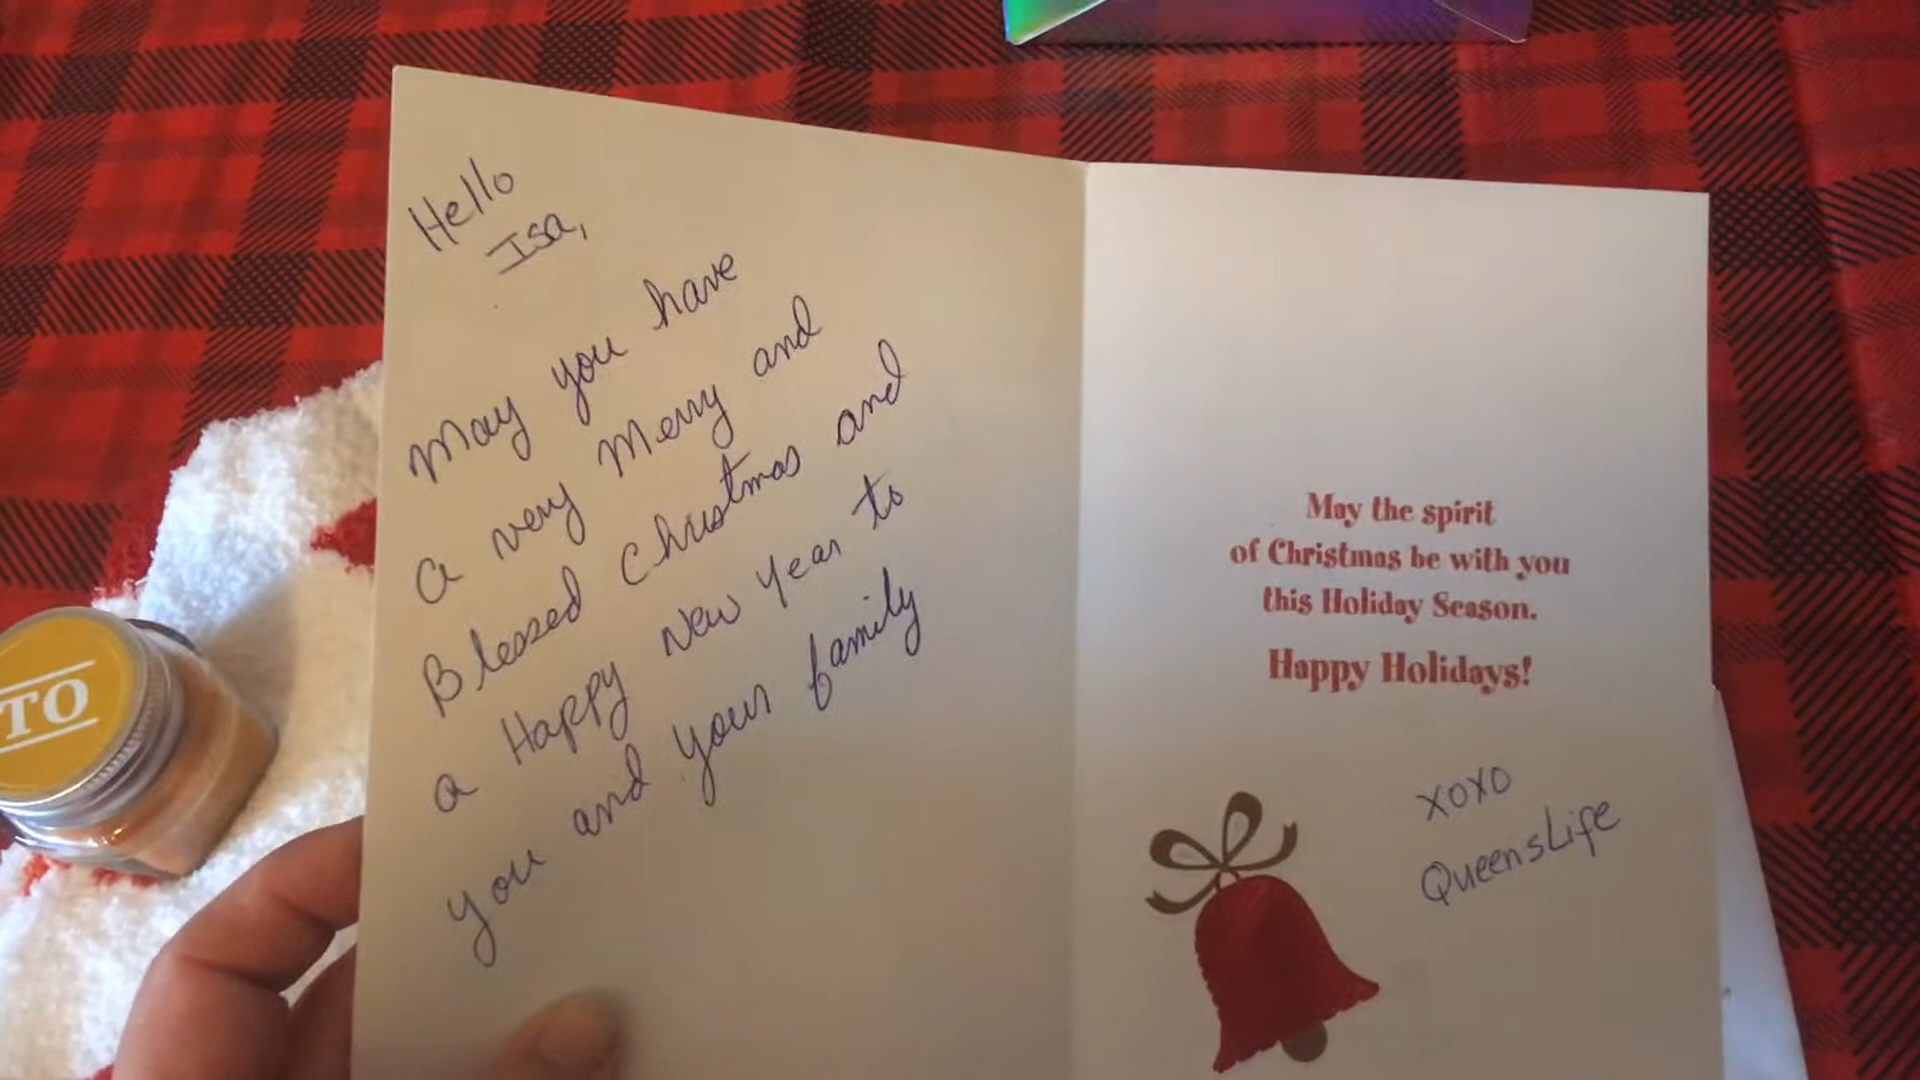 Hello
Isa,
May you have
a very Merry and
Blessed Christmas and
a Happy New Year to
you and your family
May the spirit
of Christmas be with you
this Holiday Season.
Happy Holidays!
XOXO
QueensLife
TO